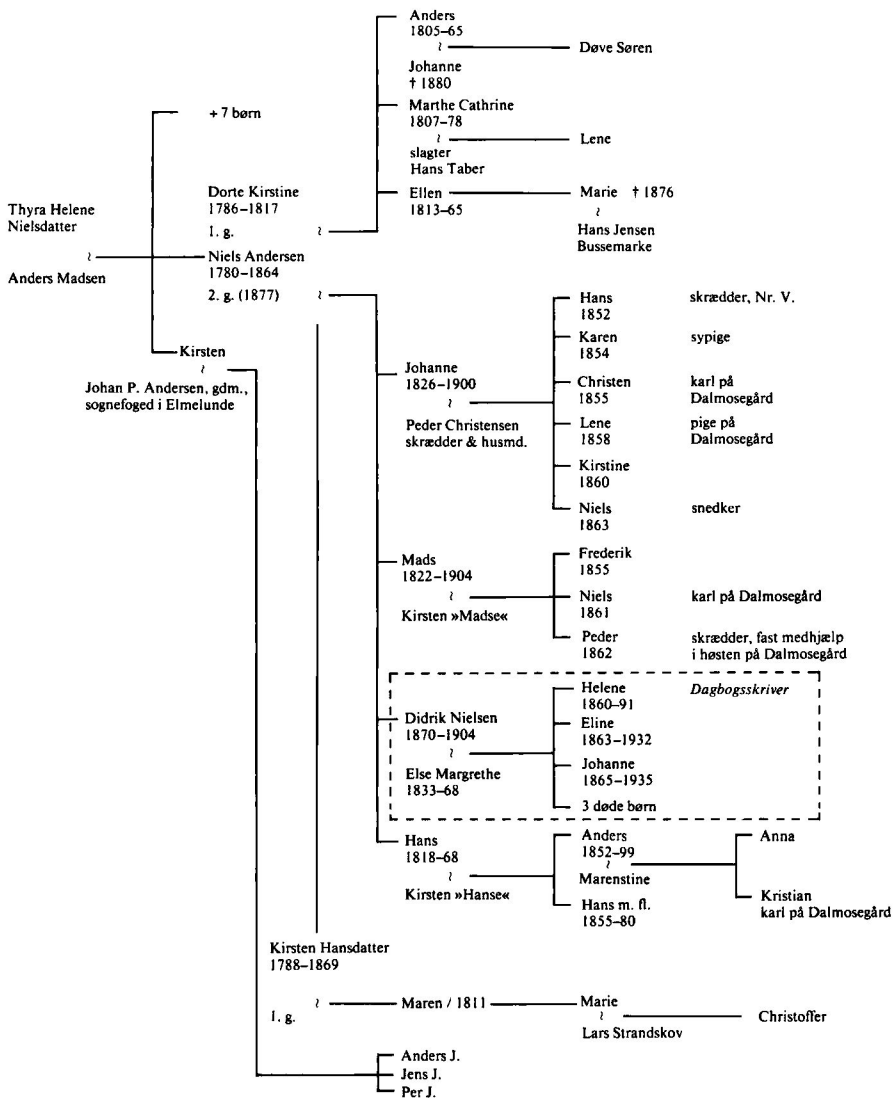 Anders
1805–65
≀
Døve Søren
Johanne
† 1880
+ 7 børn
Marthe Cathrine
1807–78
≀
Lene
slagter
Hans Taber
Dorte Kirstine
1786–1817
1. g.
≀
Ellen
1813–65
Marie † 1876
≀
Hans Jensen
Bussemarke
Thyra Helene
Nielsdatter
≀
Anders Madsen
Niels Andersen
1780–1864
2. g. (1877)
≀
Kirsten
≀
Johan P. Andersen, gdm.,
sognefoged i Elmelunde
Johanne
1826–1900
≀
Peder Christensen
skrædder & husmd.
Hans skrædder, Nr. V.
1852
Karen sypige
1854
Christen karl på
1855 Dalmosegård
Lene pige på
1858 Dalmosegård
Kirstine
1860
Niels snedker
1863
Mads
1822–1904
≀
Kirsten »Madse«
Frederik
1855
Niels karl på Dalmosegård
1861
Peder skrædder, fast medhjælp
1862 i høsten på Dalmosegård
Didrik Nielsen
1870–1904
≀
Else Margrethe
1833–68
Helene Dagbogsskriver
1860–91
Eline
1863–1932
Johanne
1865–1935
3 døde børn
Hans
1818–68
≀
Kirsten »Hanse«
Anders
1852–99
≀
Marenstine
Hans m. fl.
1855–80
Anna
Kristian
karl på Dalmosegård
Kirsten Hansdatter
1788–1869
1. g.
≀
Maren / 1811
Marie
≀
Lars Strandskov
Christoffer
Anders J.
Jens J.
Per J.